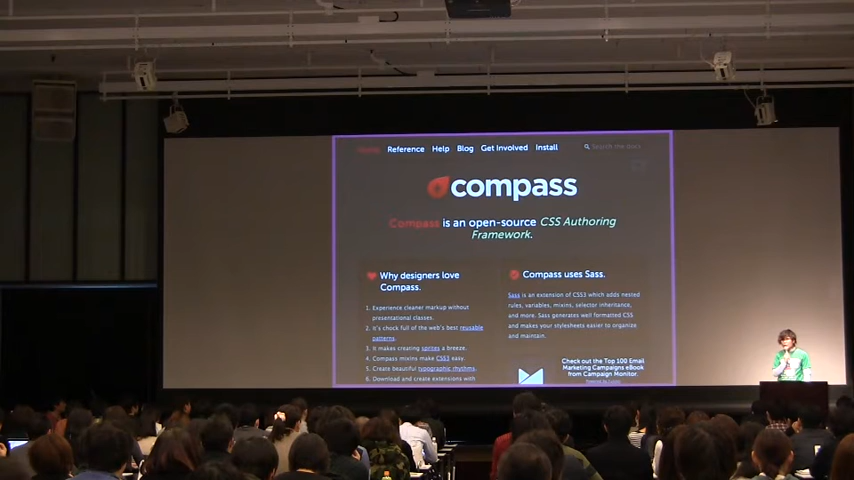 Home Reference Help Blog Get Involved Install Search the docs
compass
Compass is an open-source CSS Authoring
Framework.
Why designers love
Compass.
1. Experience cleaner markup without
presentational classes.
2. It's chock full of the web's best reusable
patterns.
3. It makes creating sprites a breeze.
4. Compass mixins make CSS3 easy.
5. Create beautiful typographic rhythms.
6. Download and create extensions with
Compass uses Sass.
Sass is an extension of CSS3 which adds nested
rules, variables, mixins, selector inheritance,
and more. Sass generates well formatted CSS
and makes your stylesheets easier to organize
and maintain.
Check out the Top 100 Email
Marketing Campaigns eBook
from Campaign Monitor.